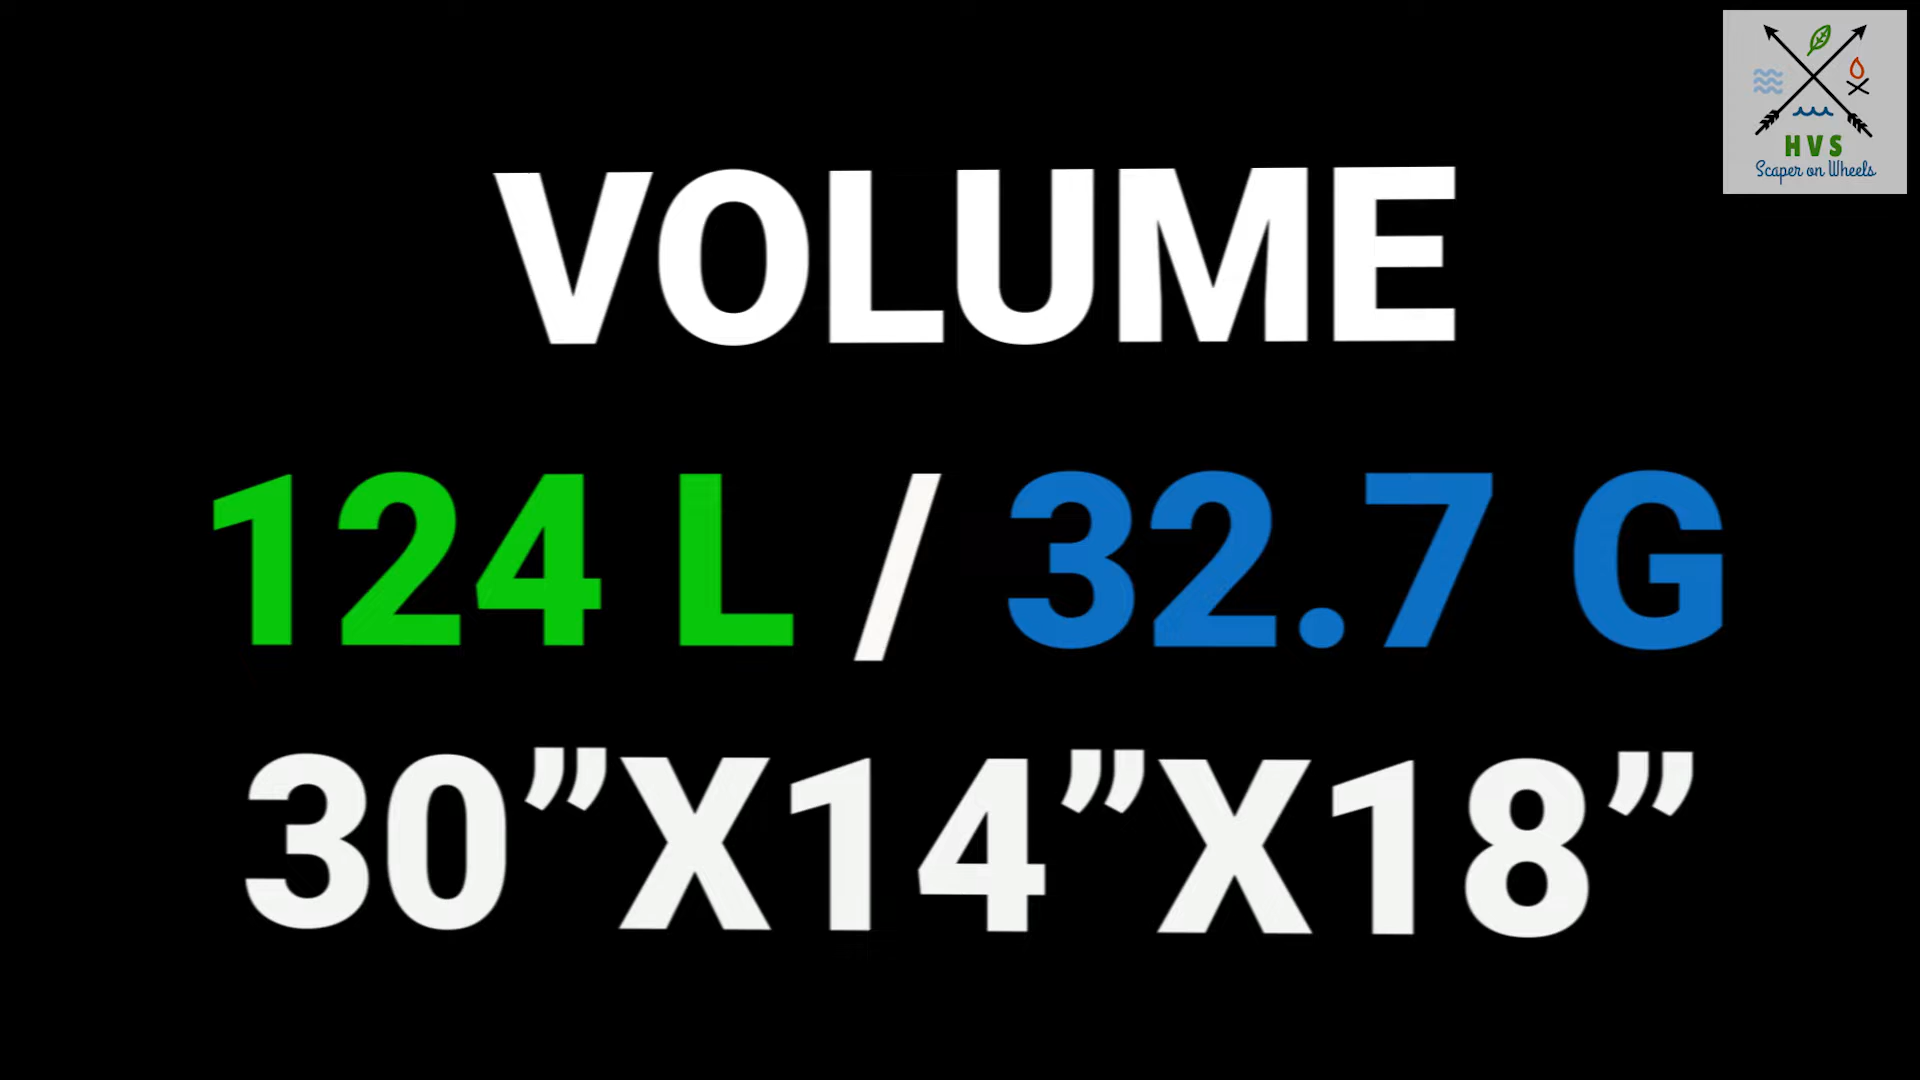 HVS
Scaper on Wheels
VOLUME
124 L / 32.7 G
30”X14”X18”